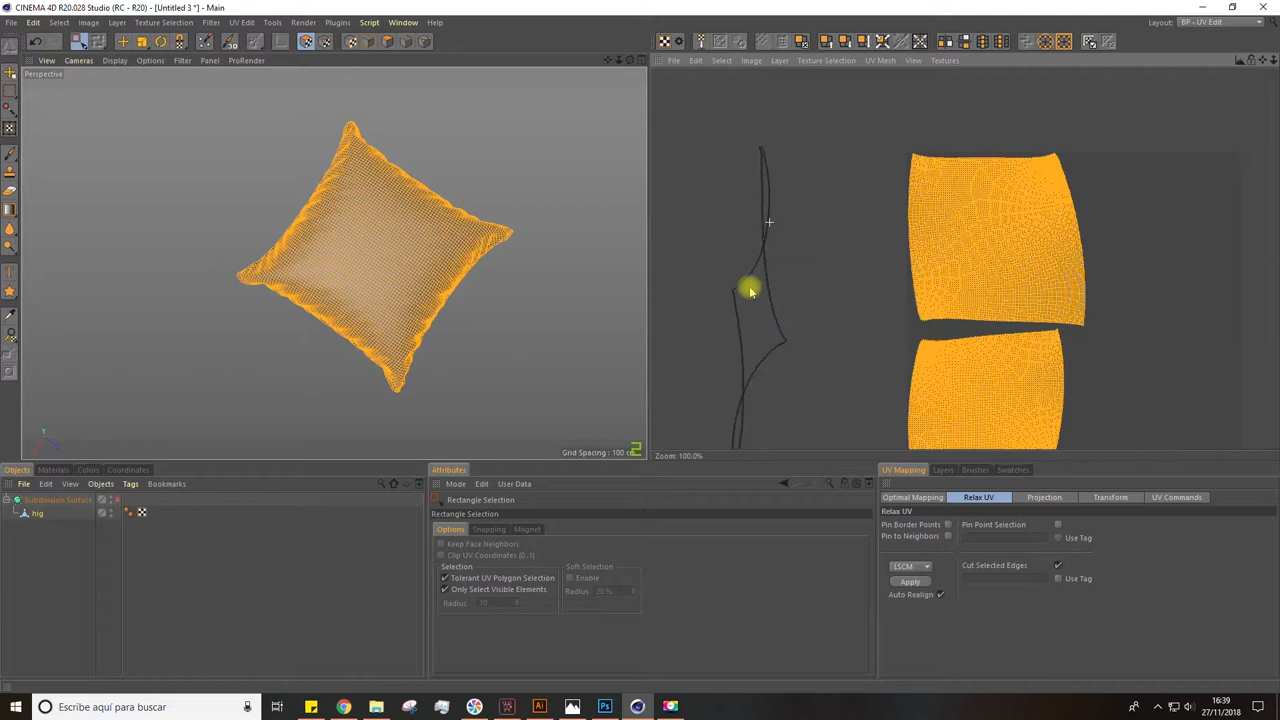 CINEMA 4D R20.028 Studio (RC - R20) - [Untitled 3 *] - Main
File Edit Select Image Layer Texture Selection Filter UV Edit Tools Render Plugins Script Window Help
Layout: BP - UV Edit
View Cameras Display Options Filter Panel ProRender
File Edit Select Image Layer Texture Selection UV Mesh View Textures
Perspective
Grid Spacing : 100 cm
2
Zoom: 100.0%
Objects Materials Colors Coordinates
File Edit View Objects Tags Bookmarks
Subdivision Surface
hig
Attributes
Mode Edit User Data
Rectangle Selection
Rectangle Selection
Options Snapping Magnet
Keep Face Neighbors
Clip UV Coordinates (0..1)
Selection Soft Selection
Tolerant UV Polygon Selection Enable
Only Select Visible Elements Radius 20 %
Radius 10
UV Mapping Layers Brushes Swatches
Optimal Mapping Relax UV Projection Transform UV Commands
Relax UV
Pin Border Points Pin Point Selection
Pin to Neighbors Use Tag
LSCM Cut Selected Edges
Apply Use Tag
Auto Realign
Escribe aquí para buscar
16:39
27/11/2018